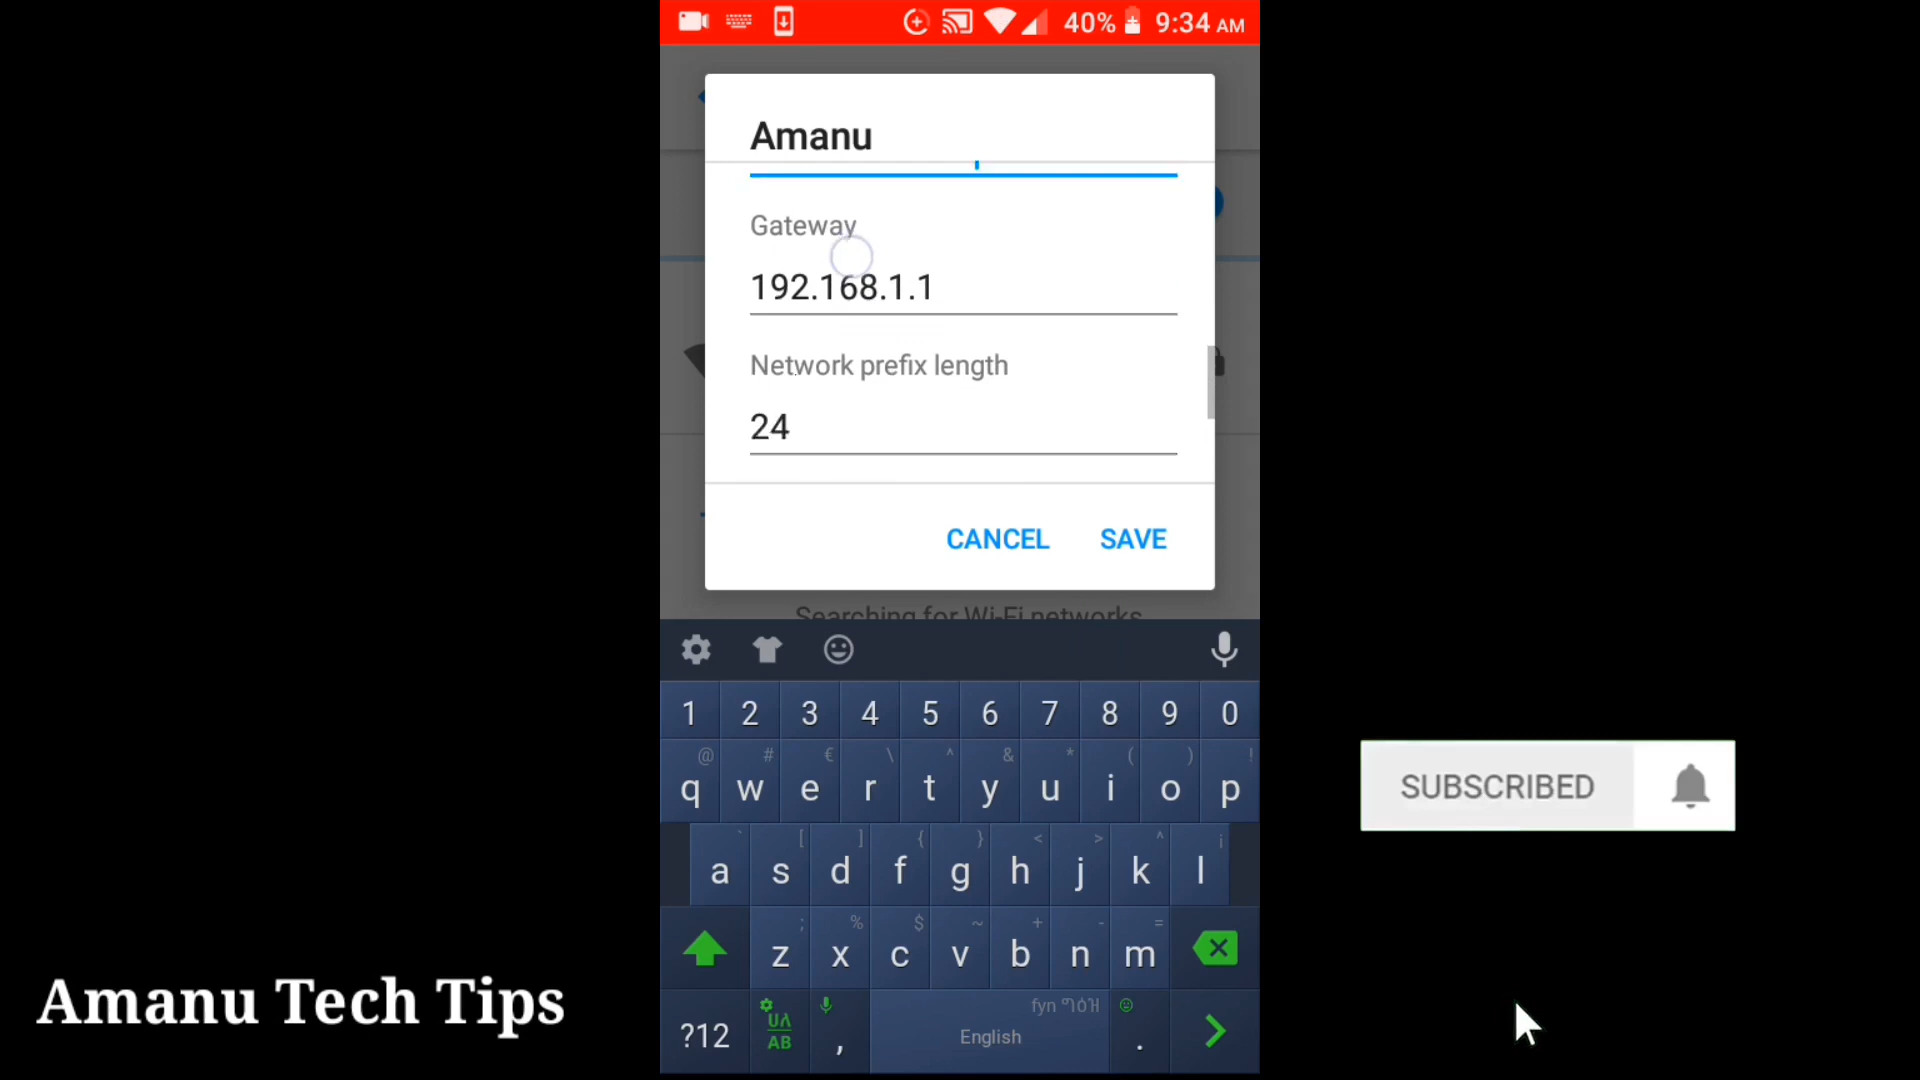 40% 9:34 AM
Amanu
Gateway
192.168.1.1
Network prefix length
24
CANCEL SAVE
Searching for Wi-Fi networks
1 2 3 4 5 6 7 8 9 0
@ # € \ ^ & * ( ) !
q w e r t y u i o p
` [ ] { } < > ^ ¡
a s d f g h j k l
; % $ ~ + - =
z x c v b n m
?12 , English .
AB
SUBSCRIBED
Amanu Tech Tips